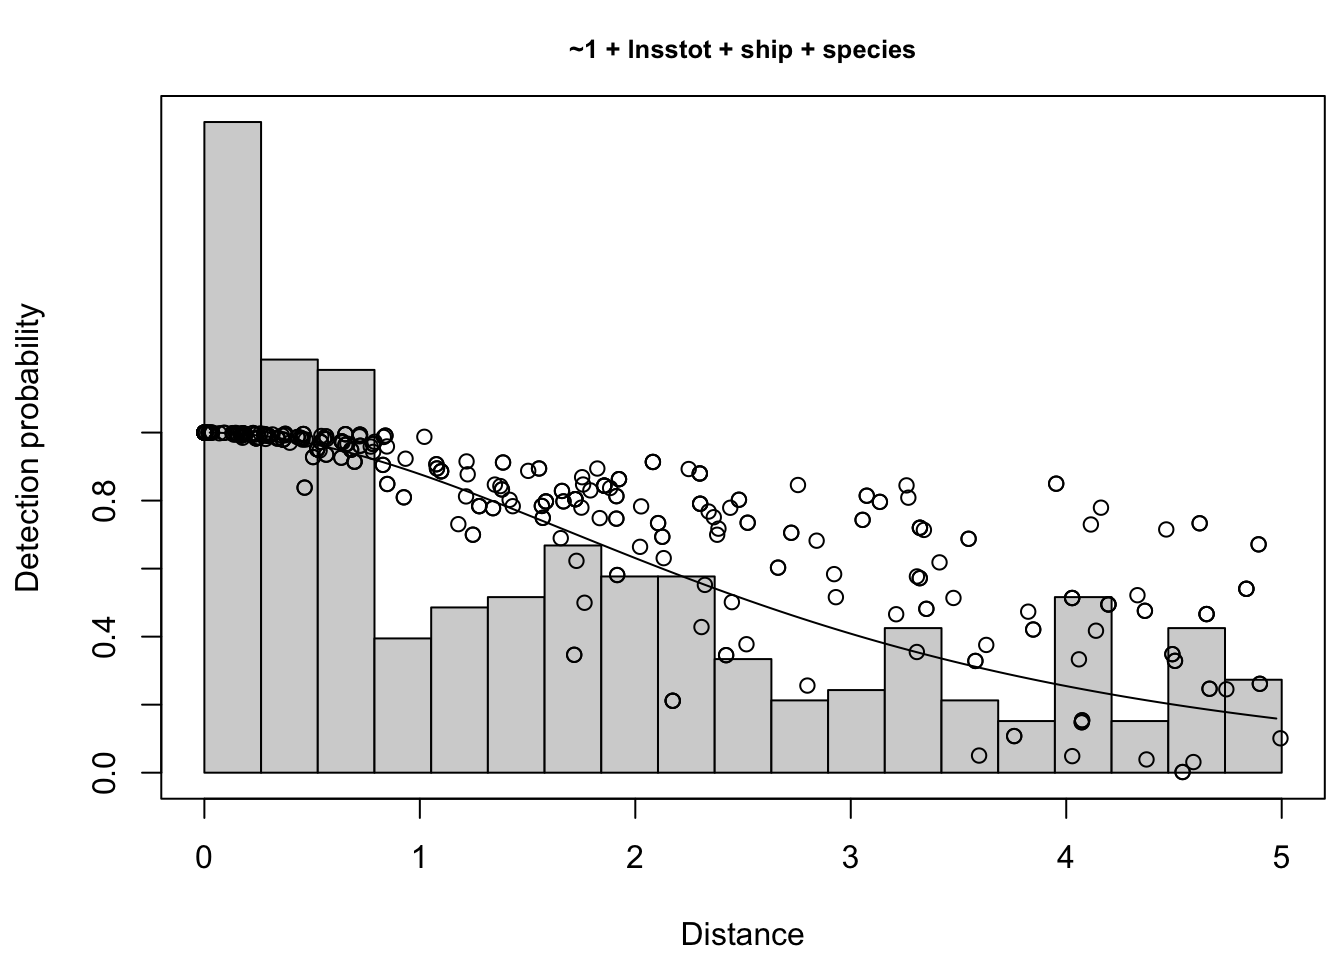 ~1 + lnsstot + ship + species
Detection probability
0.8
0.4
0.0
0 1 2 3 4 5
Distance